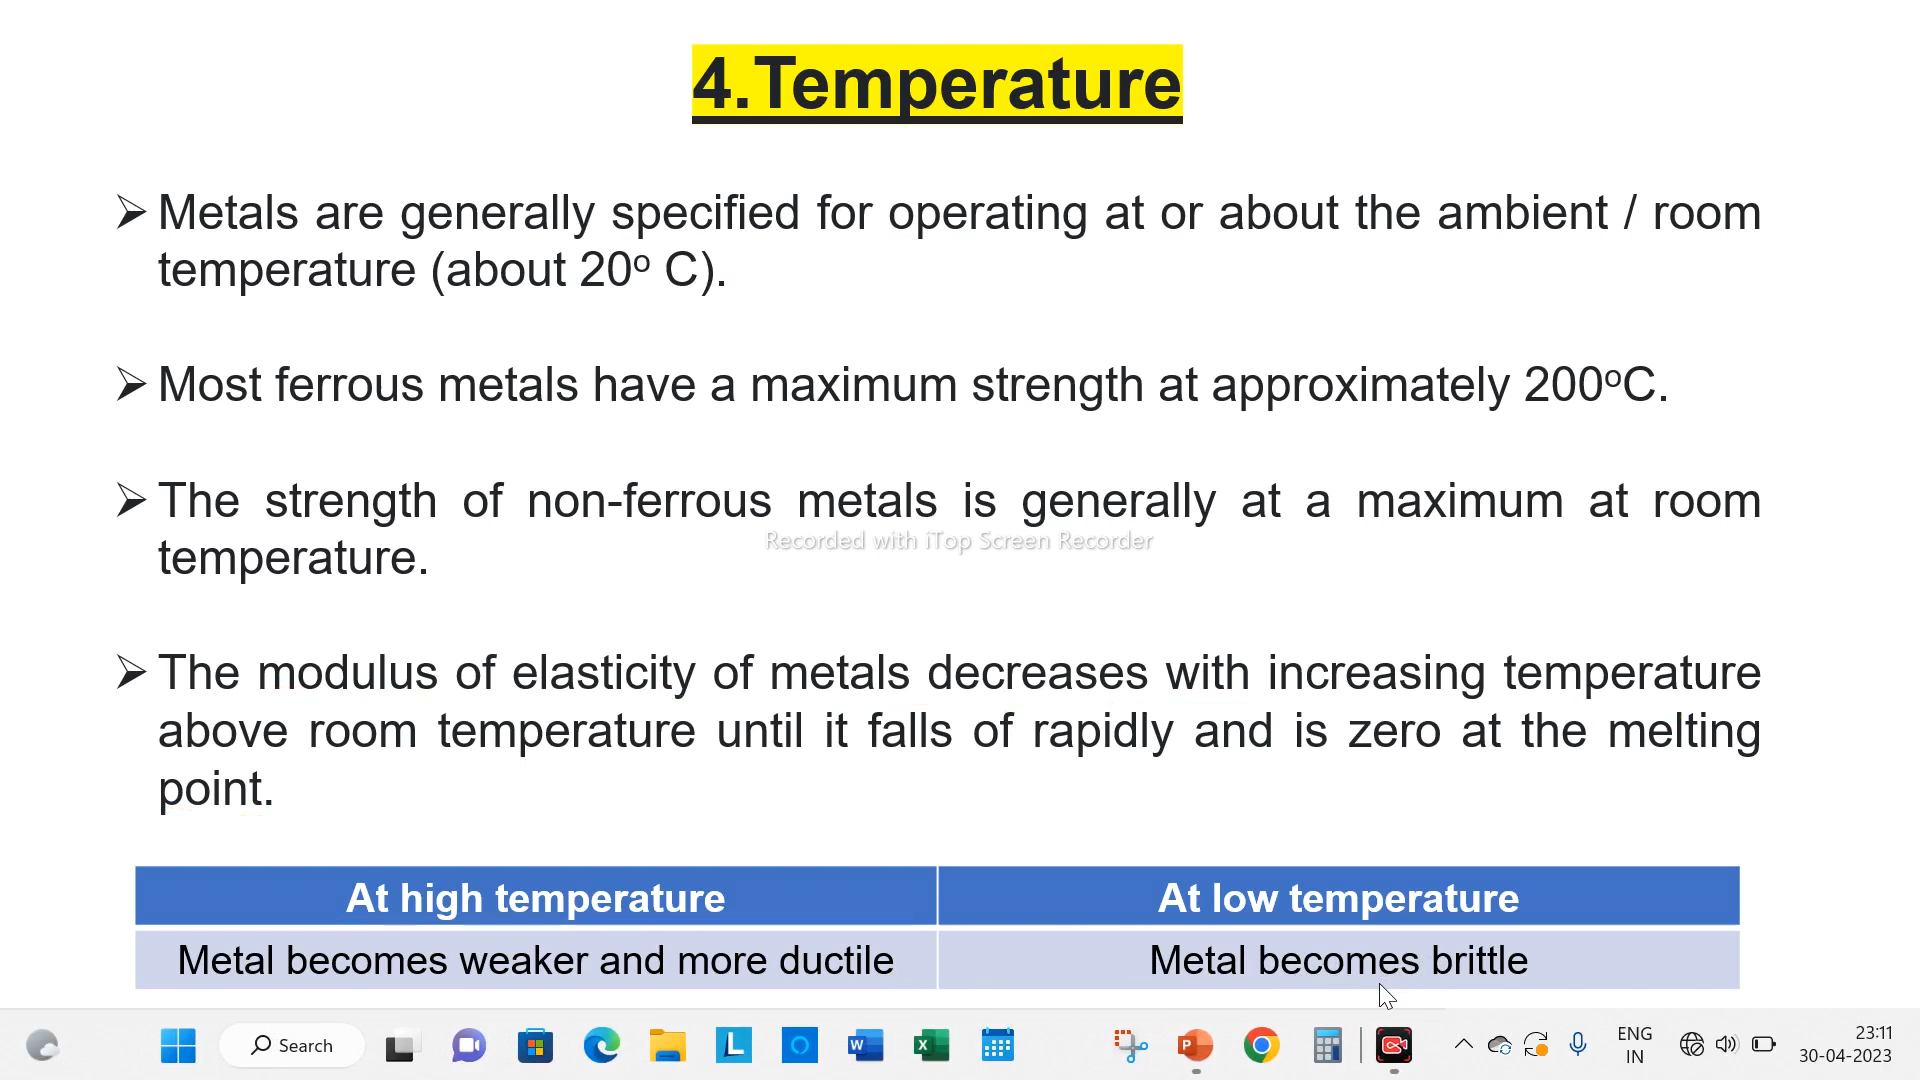 4.Temperature
➢ Metals are generally specified for operating at or about the ambient / room
temperature (about 20º C).
➢ Most ferrous metals have a maximum strength at approximately 200ºC.
➢ The strength of non-ferrous metals is generally at a maximum at room
Recorded with iTop Screen Recorder
temperature.
➢ The modulus of elasticity of metals decreases with increasing temperature
above room temperature until it falls of rapidly and is zero at the melting
point.
At high temperature At low temperature
Metal becomes weaker and more ductile Metal becomes brittle
Search ENG 23:11
IN 30-04-2023